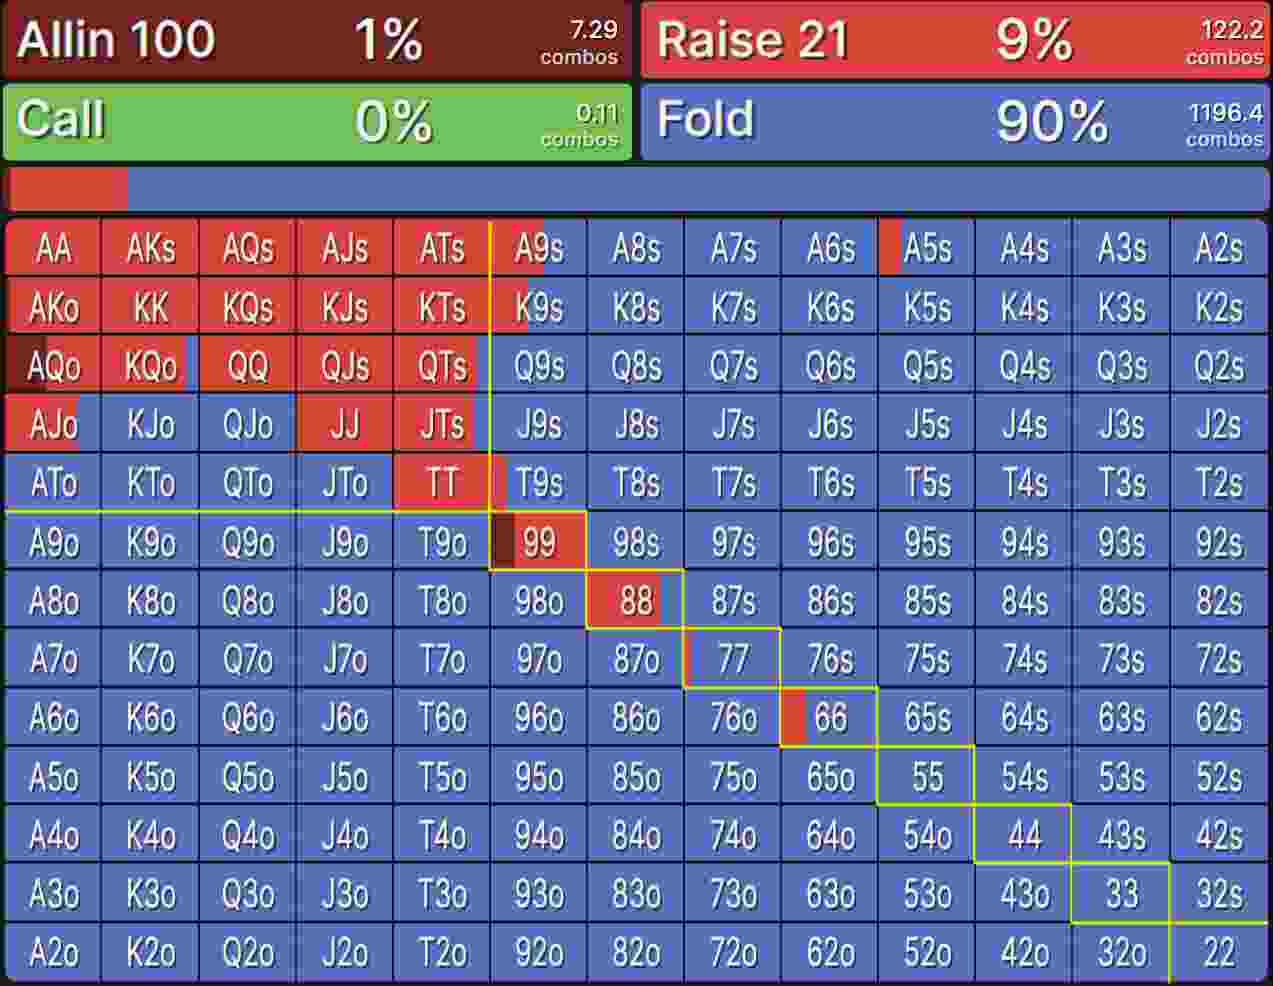 Allin 100 1% 7.29 combos Raise 21 9% 122.2 combos
Call 0% 0.11 combos Fold 90% 1196.4 combos
AA AKs AQs AJs ATs A9s A8s A7s A6s A5s A4s A3s A2s
AKo KK KQs KJs KTs K9s K8s K7s K6s K5s K4s K3s K2s
AQo KQo QQ QJs QTs Q9s Q8s Q7s Q6s Q5s Q4s Q3s Q2s
AJo KJo QJo JJ JTs J9s J8s J7s J6s J5s J4s J3s J2s
ATo KTo QTo JTo TT T9s T8s T7s T6s T5s T4s T3s T2s
A9o K9o Q9o J9o T9o 99 98s 97s 96s 95s 94s 93s 92s
A8o K8o Q8o J8o T8o 98o 88 87s 86s 85s 84s 83s 82s
A7o K7o Q7o J7o T7o 97o 87o 77 76s 75s 74s 73s 72s
A6o K6o Q6o J6o T6o 96o 86o 76o 66 65s 64s 63s 62s
A5o K5o Q5o J5o T5o 95o 85o 75o 65o 55 54s 53s 52s
A4o K4o Q4o J4o T4o 94o 84o 74o 64o 54o 44 43s 42s
A3o K3o Q3o J3o T3o 93o 83o 73o 63o 53o 43o 33 32s
A2o K2o Q2o J2o T2o 92o 82o 72o 62o 52o 42o 32o 22